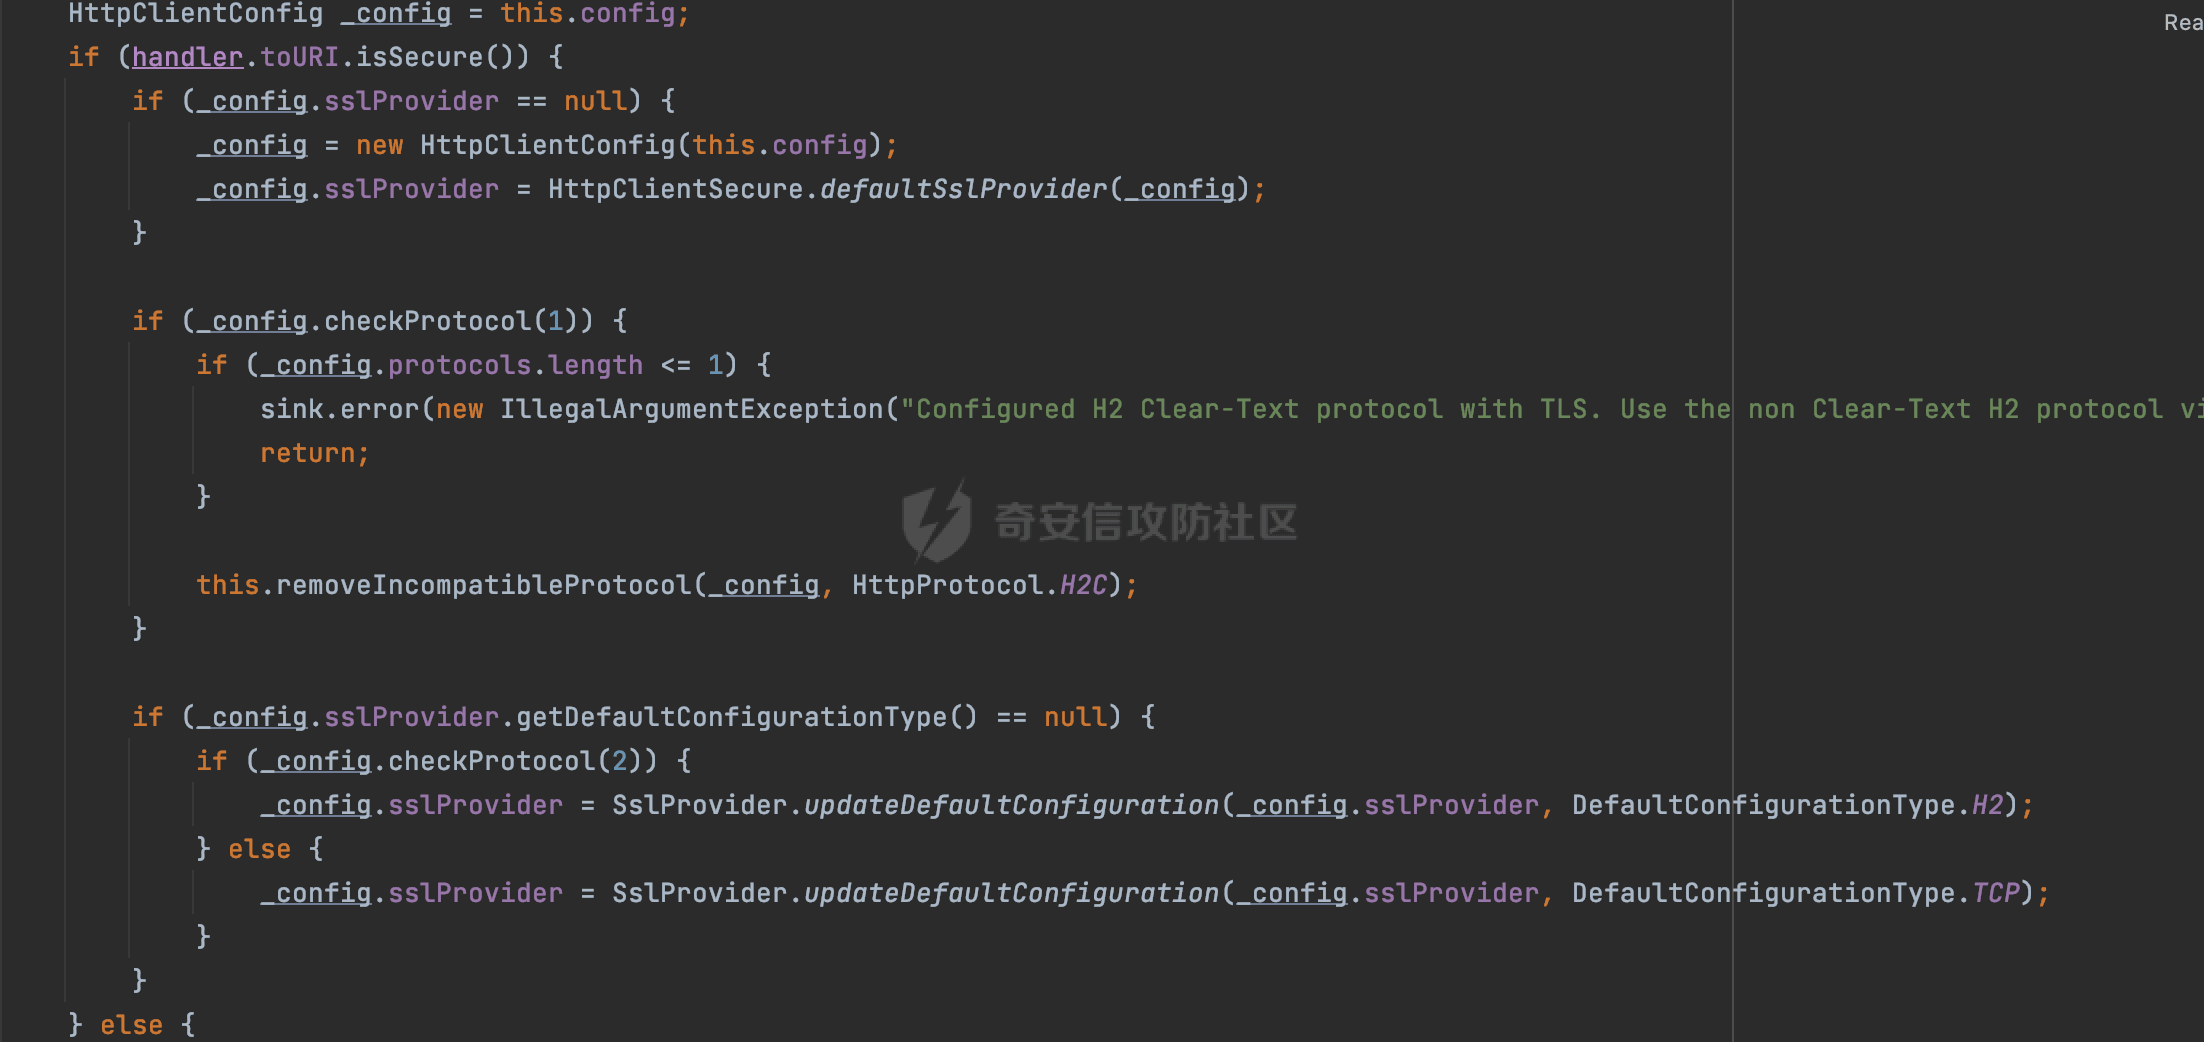 HttpClientConfig _config = this.config;
if (handler.toURI.isSecure()) {
if (_config.sslProvider == null) {
_config = new HttpClientConfig(this.config);
_config.sslProvider = HttpClientSecure.defaultSslProvider(_config);
}
if (_config.checkProtocol(1)) {
if (_config.protocols.length <= 1) {
sink.error(new IllegalArgumentException("Configured H2 Clear-Text protocol with TLS. Use the non Clear-Text H2 protocol vi
return;
}
奇安信攻防社区
this.removeIncompatibleProtocol(_config, HttpProtocol.H2C);
}
if (_config.sslProvider.getDefaultConfigurationType() == null) {
if (_config.checkProtocol(2)) {
_config.sslProvider = SslProvider.updateDefaultConfiguration(_config.sslProvider, DefaultConfigurationType.H2);
} else {
_config.sslProvider = SslProvider.updateDefaultConfiguration(_config.sslProvider, DefaultConfigurationType.TCP);
}
}
} else {
Rea